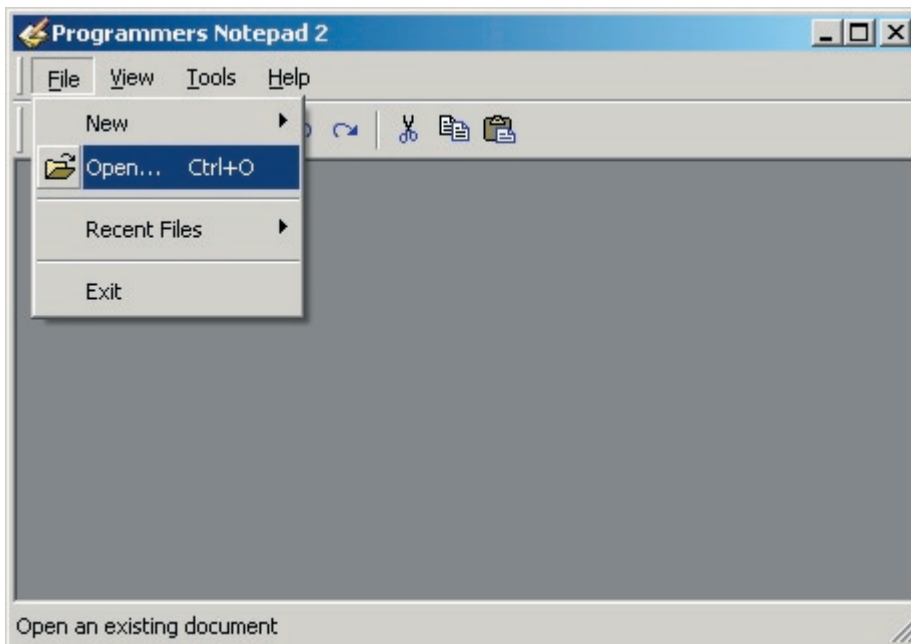 Programmers Notepad 2
File View Tools Help
New
Open... Ctrl+O
Recent Files
Exit
Open an existing document